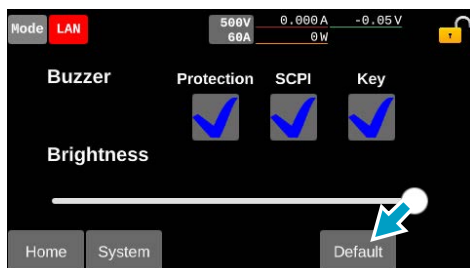 Mode LAN 500V 0.000A -0.05V
60A 0W
Buzzer Protection SCPI Key
Brightness
Home System Default